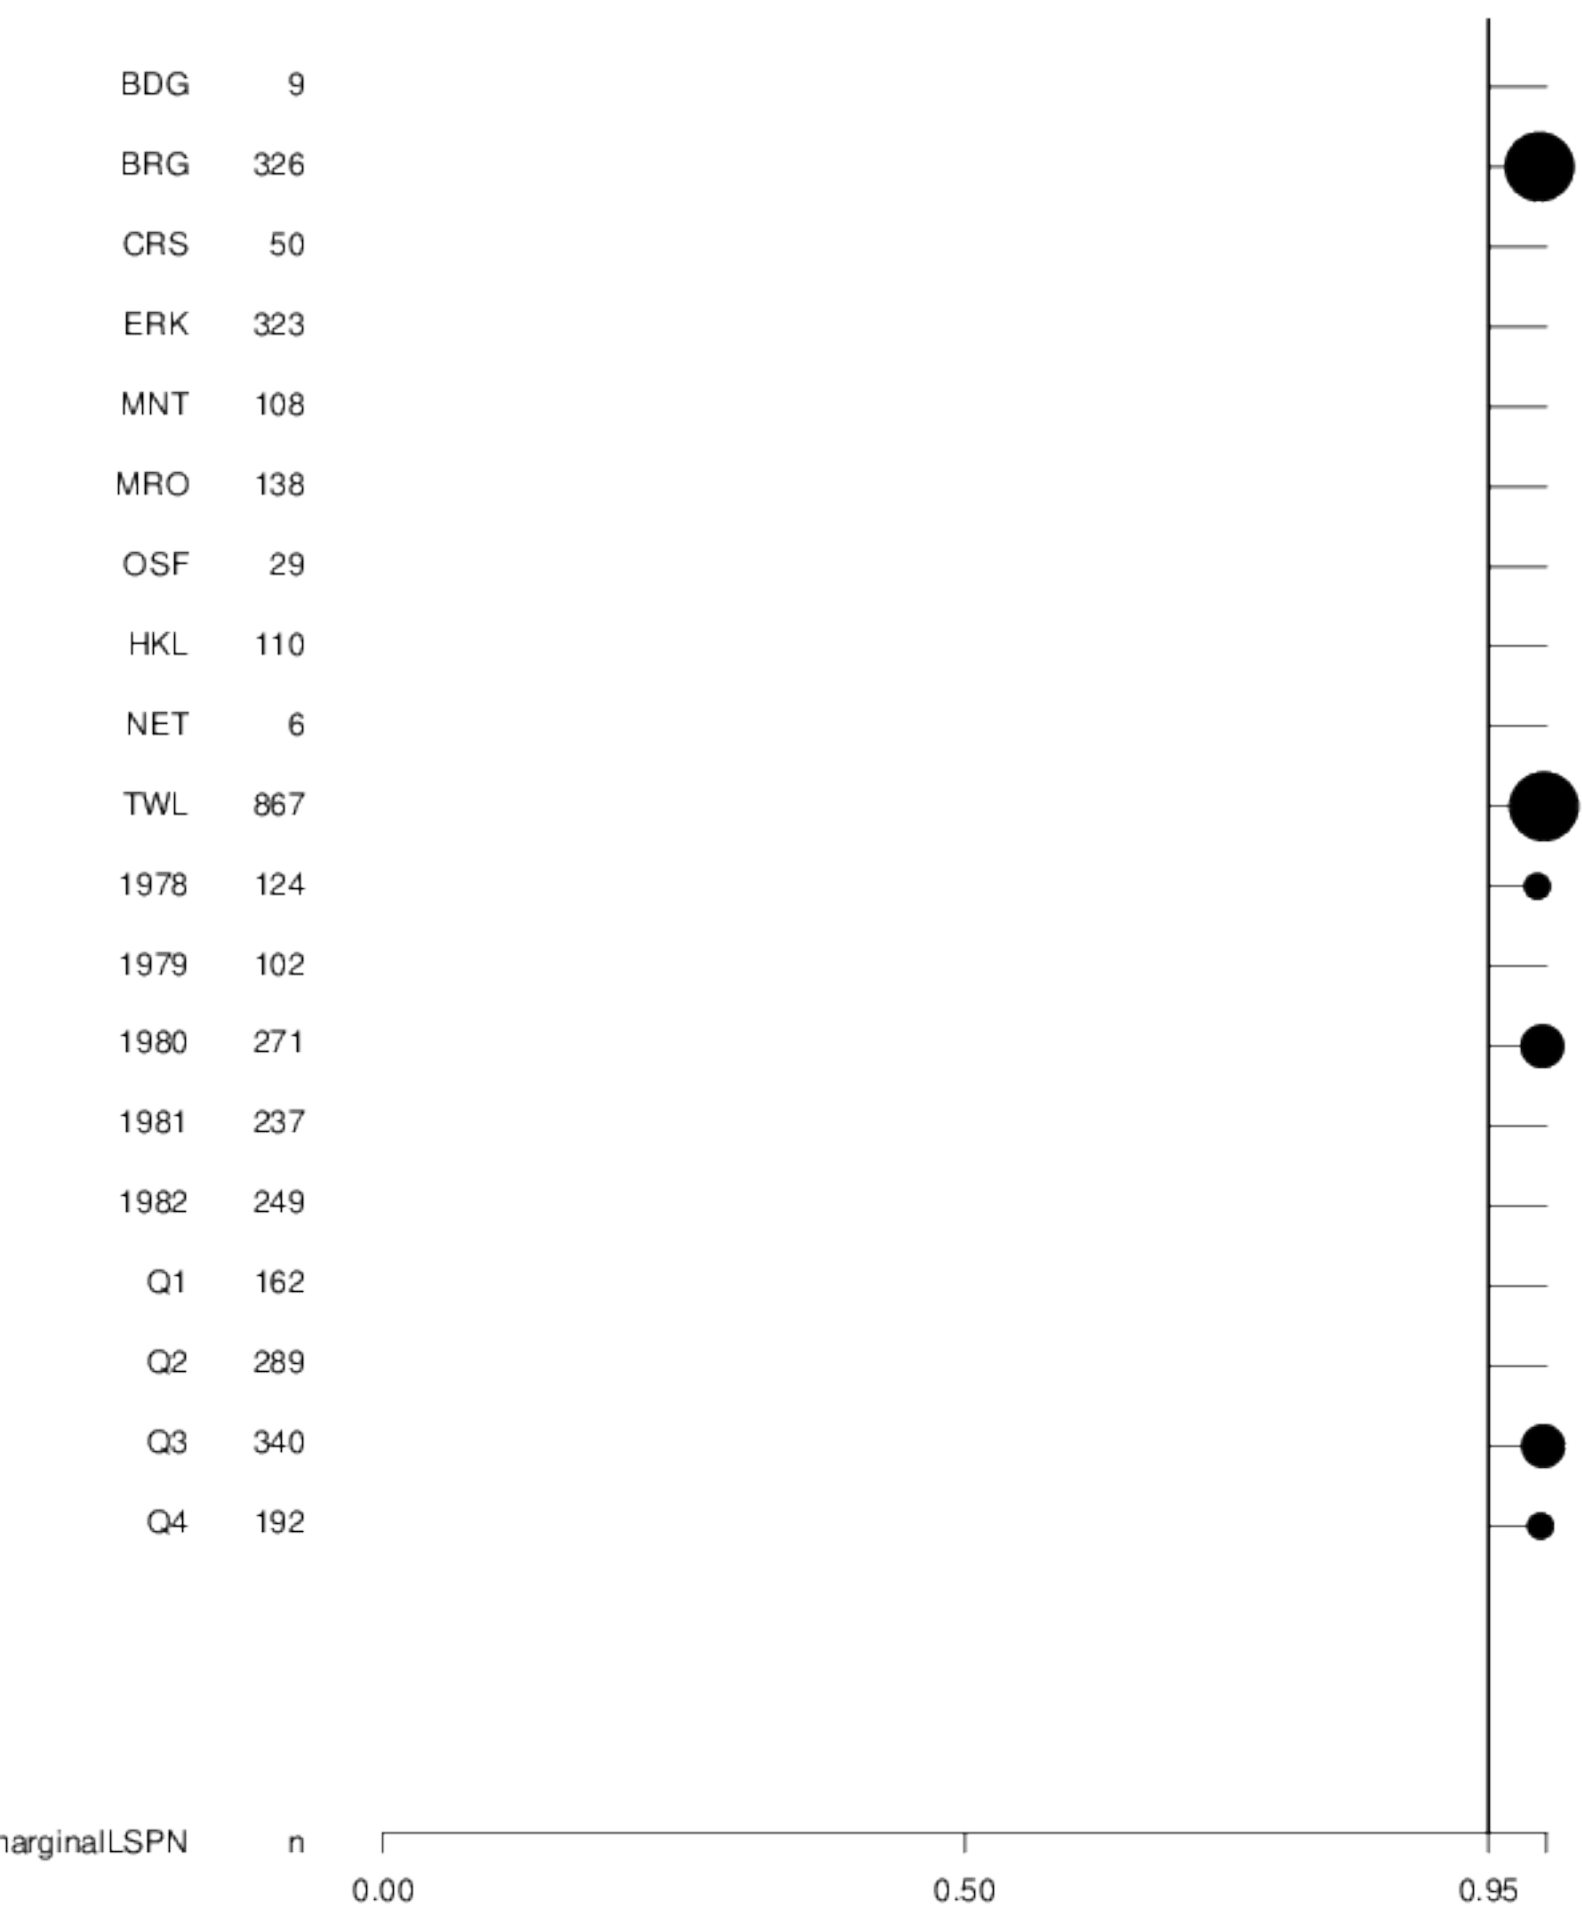 BDG 9
BRG 326
CRS 50
ERK 323
MNT 108
MRO 138
OSF 29
HKL 110
NET 6
TWL 867
1978 124
1979 102
1980 271
1981 237
1982 249
Q1 162
Q2 289
Q3 340
Q4 192
arginalLSPN n
0.00 0.50 0.95